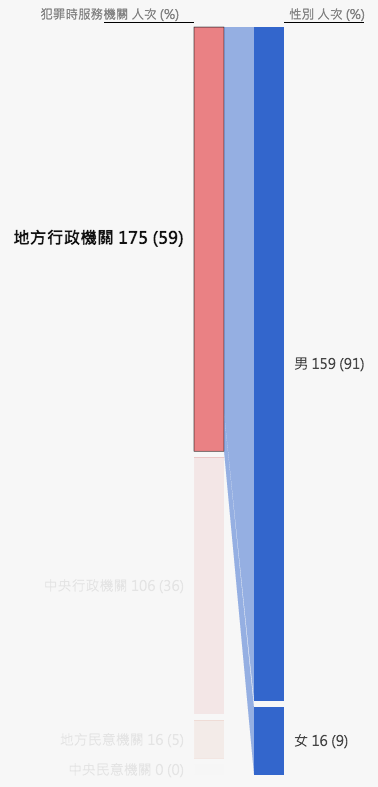 犯罪時服務機關 人次 (%)
性別 人次 (%)
地方行政機關 175 (59)
男 159 (91)
中央行政機關 106 (36)
地方民意機關 16 (5)
女 16 (9)
中央民意機關 0 (0)